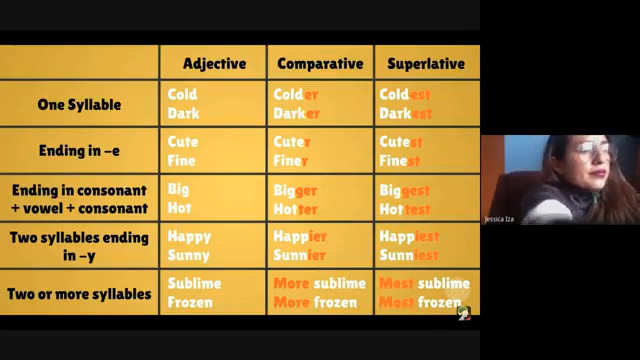 Adjective Comparative Superlative
One Syllable Cold Colder Coldest
Dark Darker Darkest
Ending in -e Cute Cuter Cutest
Fine Finer Finest
Ending in consonant + vowel + consonant Big Bigger Biggest
Hot Hotter Hottest
Two syllables ending in -y Happy Happier Happiest
Sunny Sunnier Sunniest
Two or more syllables Sublime More sublime Most sublime
Frozen More frozen Most frozen
Jessica Iza